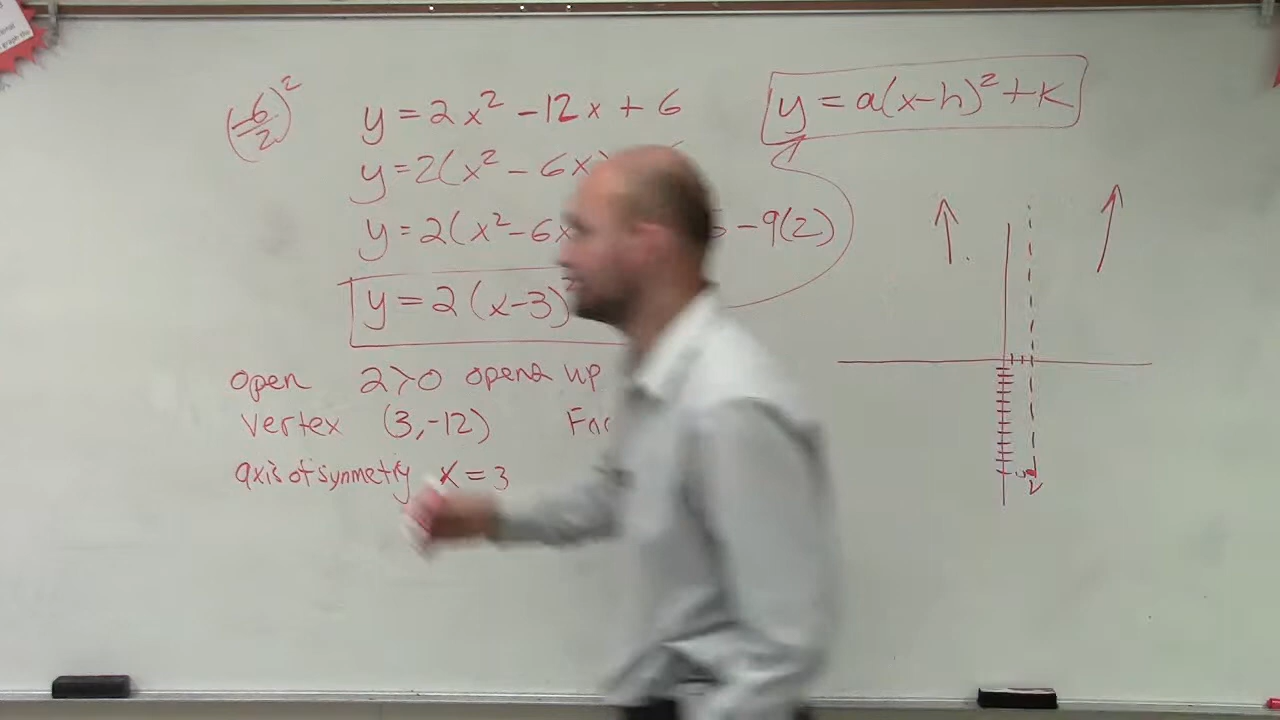 (-6/2)²
y = 2x² - 12x + 6
y = a(x-h)² + k
y = 2(x² - 6x)
y = 2(x² - 6x - 9(2)
y = 2(x-3)²
open 2>0 opens up
vertex (3,-12)
axis of symmetry x = 3